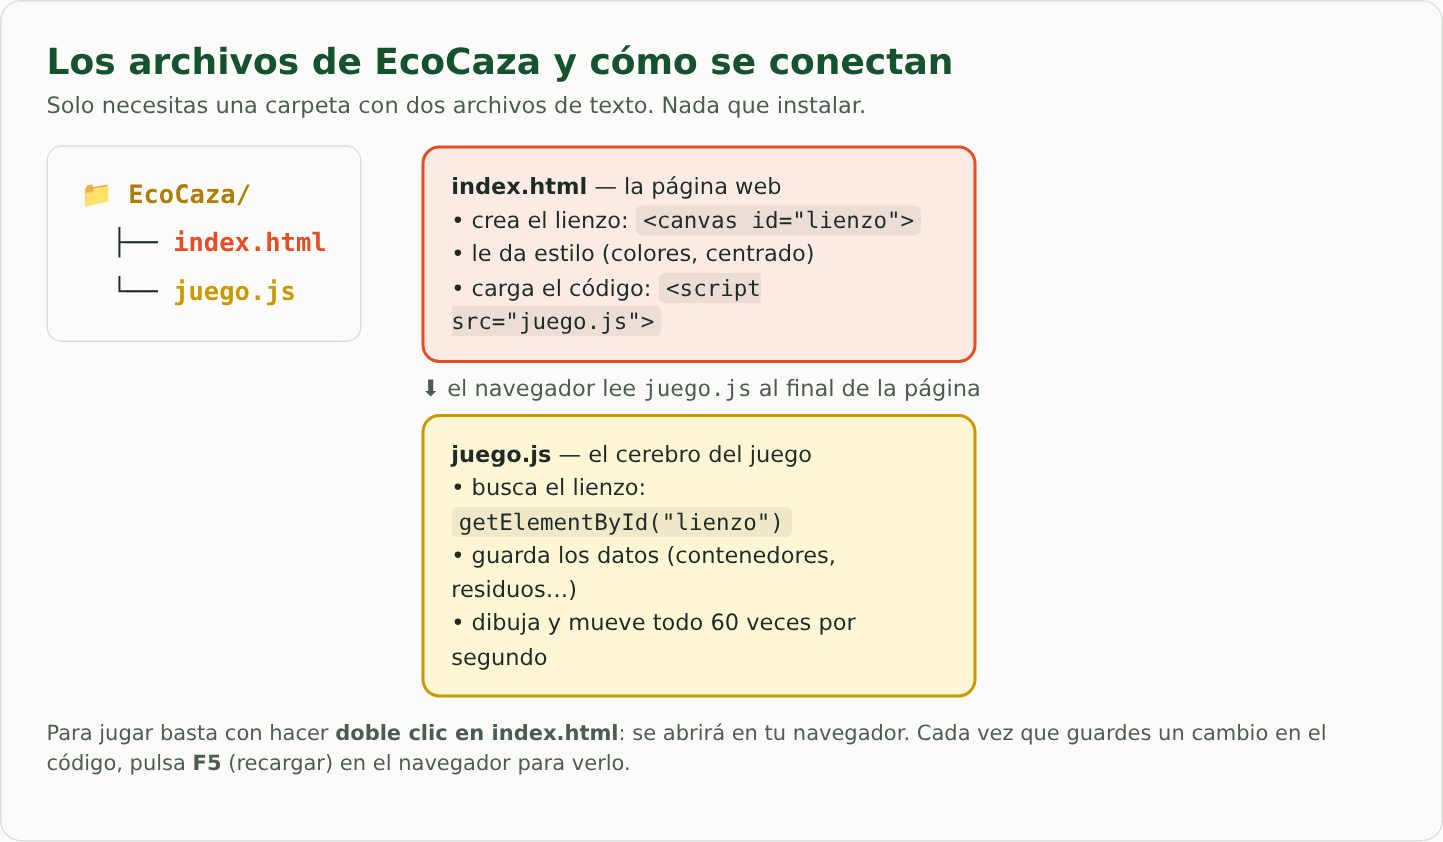 Los archivos de EcoCaza y cómo se conectan
Solo necesitas una carpeta con dos archivos de texto. Nada que instalar.
📁 EcoCaza/
├── index.html
└── juego.js
index.html — la página web
• crea el lienzo: <canvas id="lienzo">
• le da estilo (colores, centrado)
• carga el código: <script
src="juego.js">
⬇ el navegador lee juego.js al final de la página
juego.js — el cerebro del juego
• busca el lienzo:
getElementById("lienzo")
• guarda los datos (contenedores,
residuos…)
• dibuja y mueve todo 60 veces por
segundo
Para jugar basta con hacer doble clic en index.html: se abrirá en tu navegador. Cada vez que guardes un cambio en el
código, pulsa F5 (recargar) en el navegador para verlo.